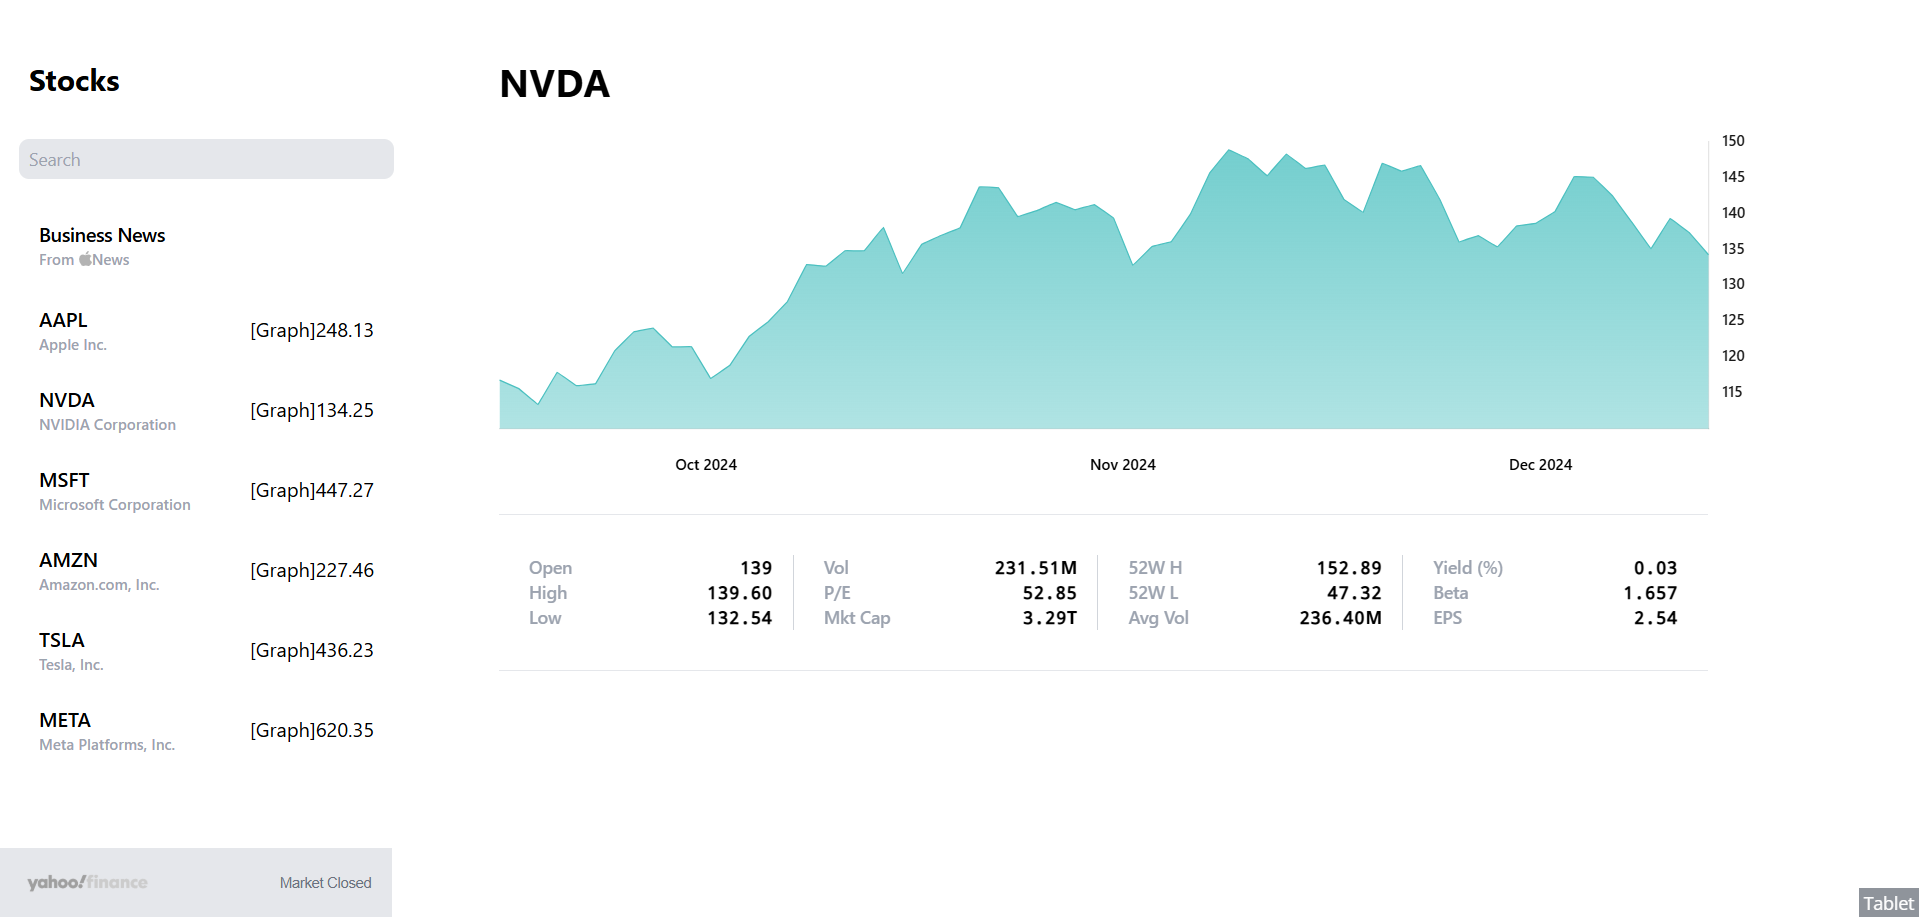 Stocks
Search
Business News
From News
AAPL
Apple Inc.
[Graph]248.13
NVDA
NVIDIA Corporation
[Graph]134.25
MSFT
Microsoft Corporation
[Graph]447.27
AMZN
Amazon.com, Inc.
[Graph]227.46
TSLA
Tesla, Inc.
[Graph]436.23
META
Meta Platforms, Inc.
[Graph]620.35
yahoo!finance
Market Closed
NVDA
150
145
140
135
130
125
120
115
Oct 2024 Nov 2024 Dec 2024
Open 139
High 139.60
Low 132.54
Vol 231.51M
P/E 52.85
Mkt Cap 3.29T
52W H 152.89
52W L 47.32
Avg Vol 236.40M
Yield (%) 0.03
Beta 1.657
EPS 2.54
Tablet